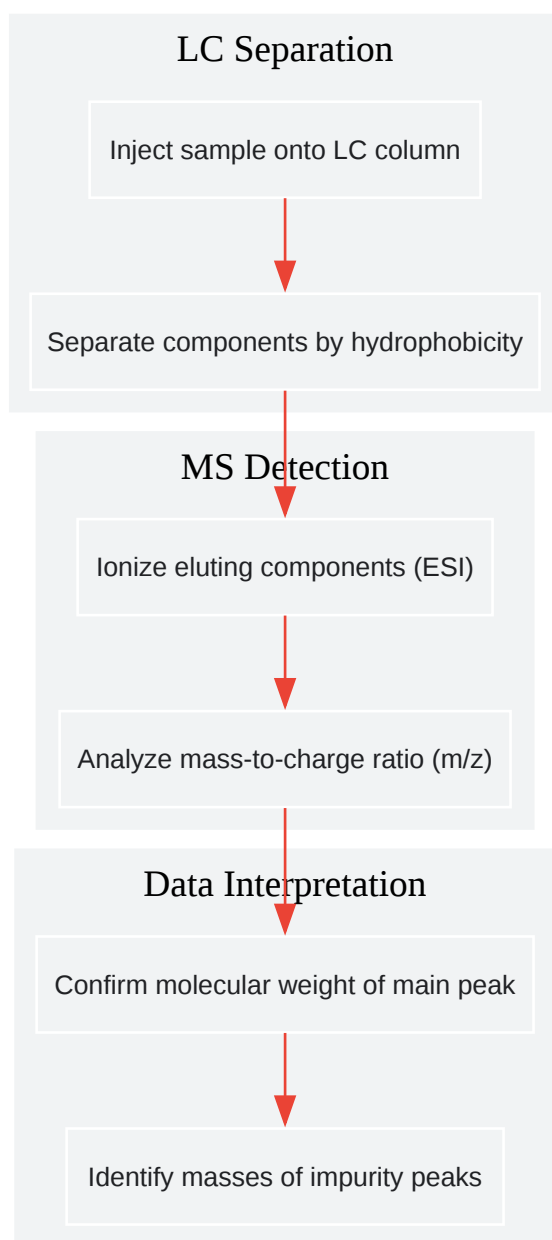 LC Separation
Inject sample onto LC column
Separate components by hydrophobicity
MS Detection
Ionize eluting components (ESI)
Analyze mass-to-charge ratio (m/z)
Data Interpretation
Confirm molecular weight of main peak
Identify masses of impurity peaks